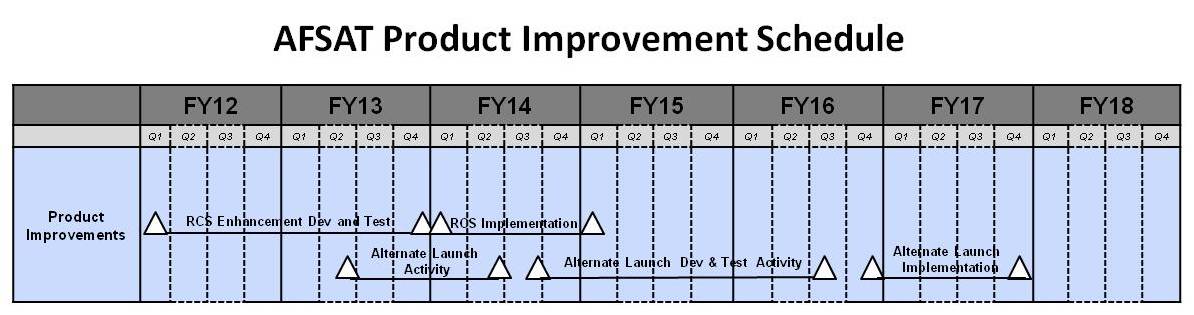 AFSAT Product Improvement Schedule
FY12 FY13 FY14 FY15 FY16 FY17 FY18
Q1 Q2 Q3 Q4 Q1 Q2 Q3 Q4 Q1 Q2 Q3 Q4 Q1 Q2 Q3 Q4 Q1 Q2 Q3 Q4 Q1 Q2 Q3 Q4 Q1 Q2 Q3 Q4
Product
Improvements
RCS Enhancement Dev and Test
RCS Implementation
Alternate Launch
Activity
Alternate Launch Dev & Test Activity
Alternate Launch
Implementation